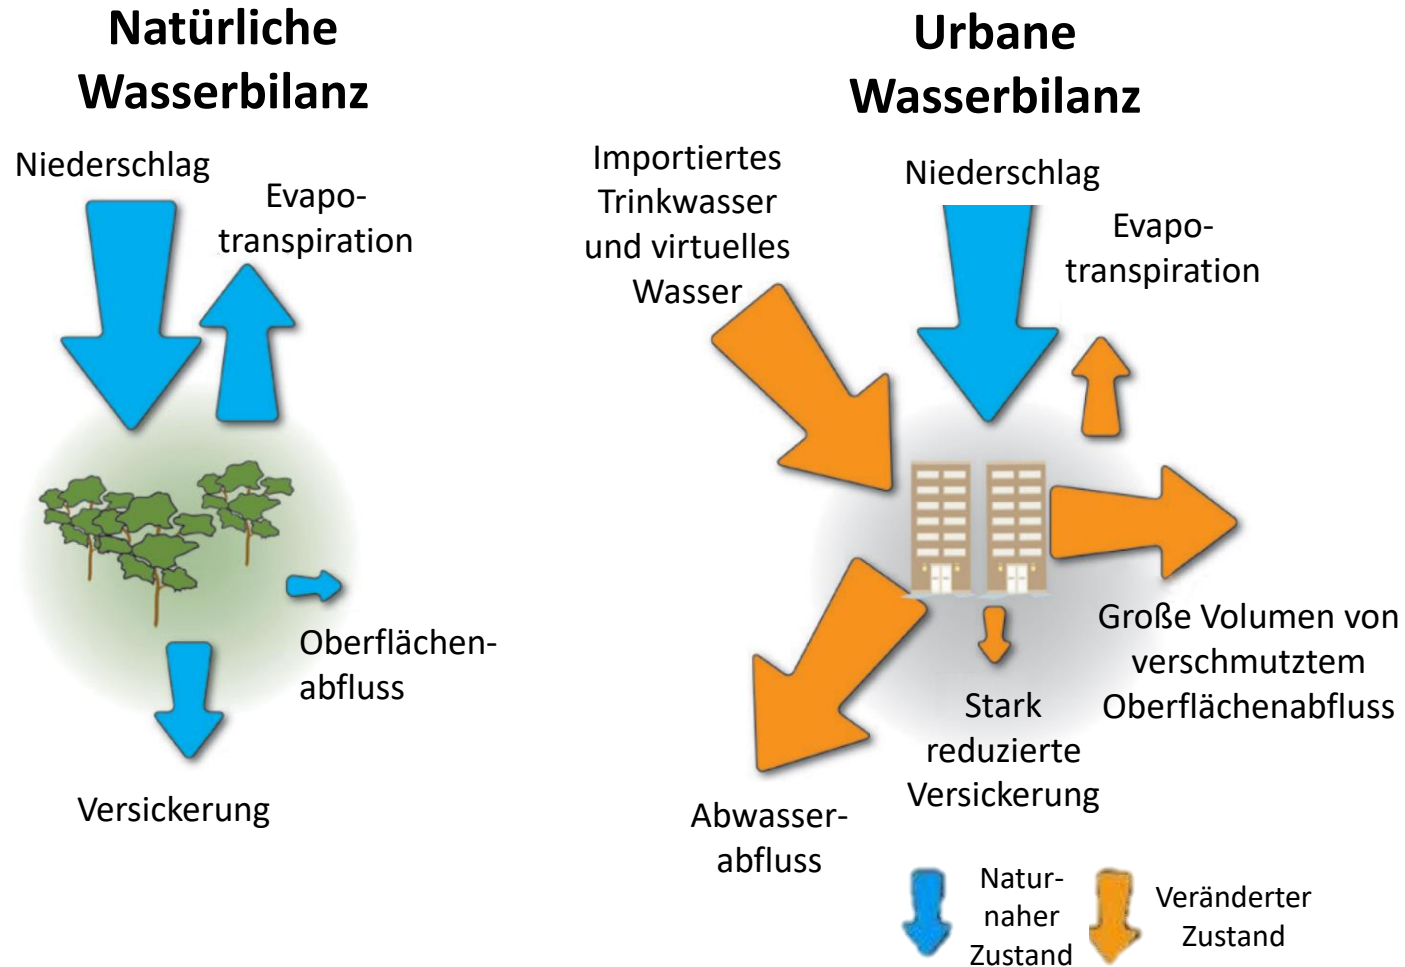 Natürliche
Wasserbilanz
Niederschlag
Evapo-
transpiration
Oberflächen-
abfluss
Versickerung
Urbane
Wasserbilanz
Importiertes
Trinkwasser
und virtuelles
Wasser
Niederschlag
Evapo-
transpiration
Große Volumen von
verschmutztem
Oberflächenabfluss
Stark
reduzierte
Versickerung
Abwasser-
abfluss
Natur-
naher
Zustand
Veränderter
Zustand